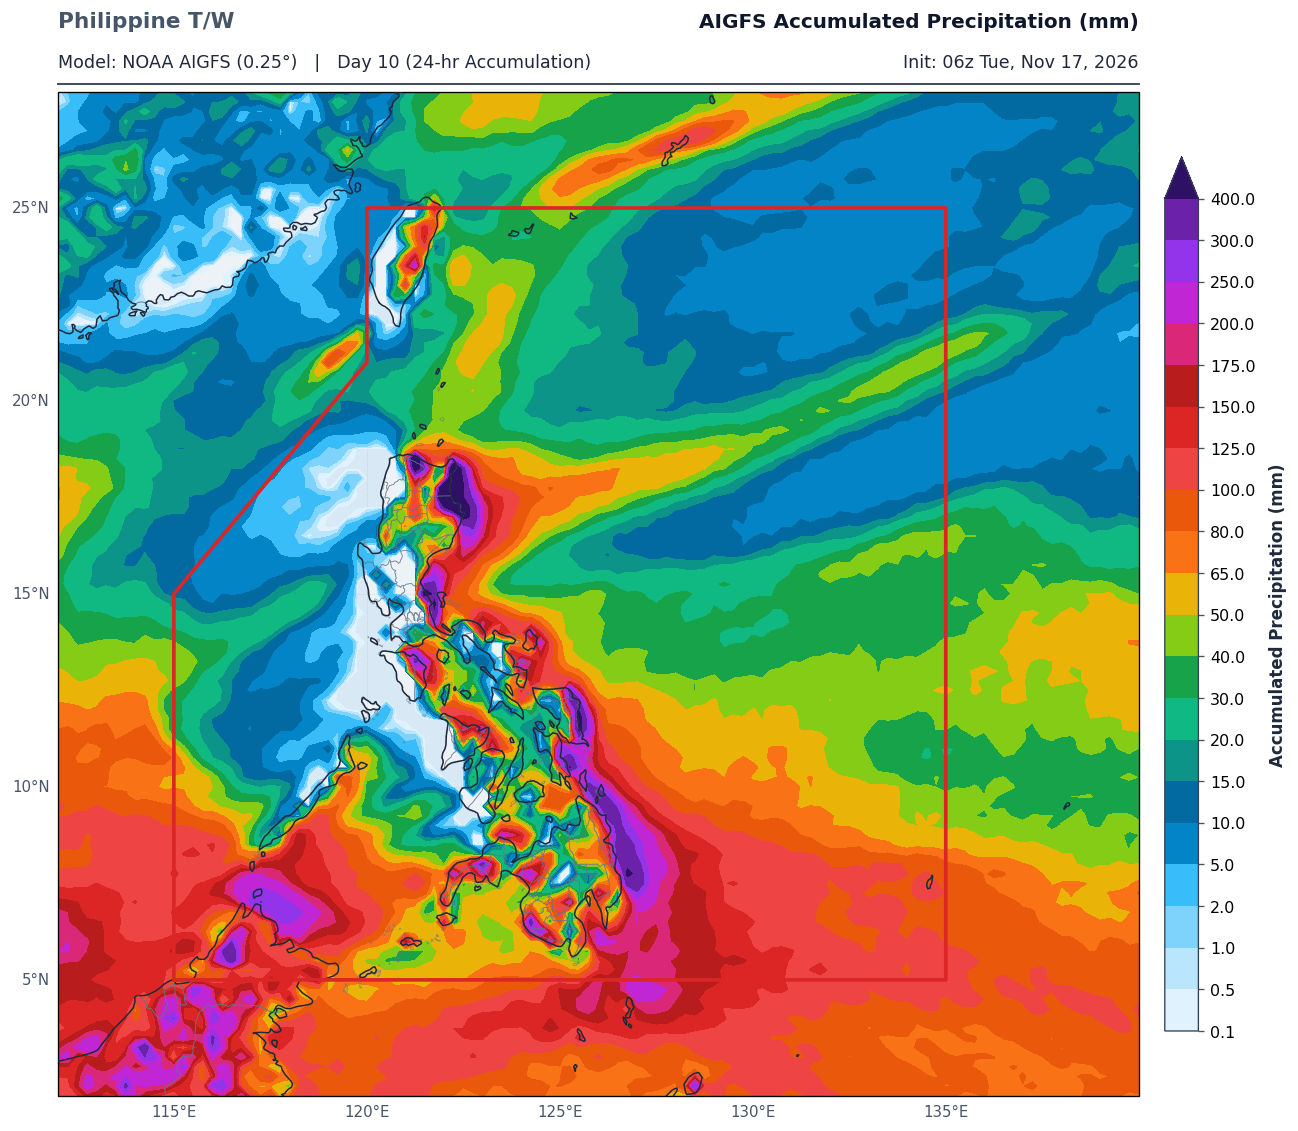 Philippine T/W
AIGFS Accumulated Precipitation (mm)
Model: NOAA AIGFS (0.25°)   |   Day 10 (24-hr Accumulation)
Init: 06z Tue, Nov 17, 2026
25°N
20°N
15°N
10°N
5°N
115°E
120°E
125°E
130°E
135°E
400.0
300.0
250.0
200.0
175.0
150.0
125.0
100.0
80.0
65.0
50.0
40.0
30.0
20.0
15.0
10.0
5.0
2.0
1.0
0.5
0.1
Accumulated Precipitation (mm)